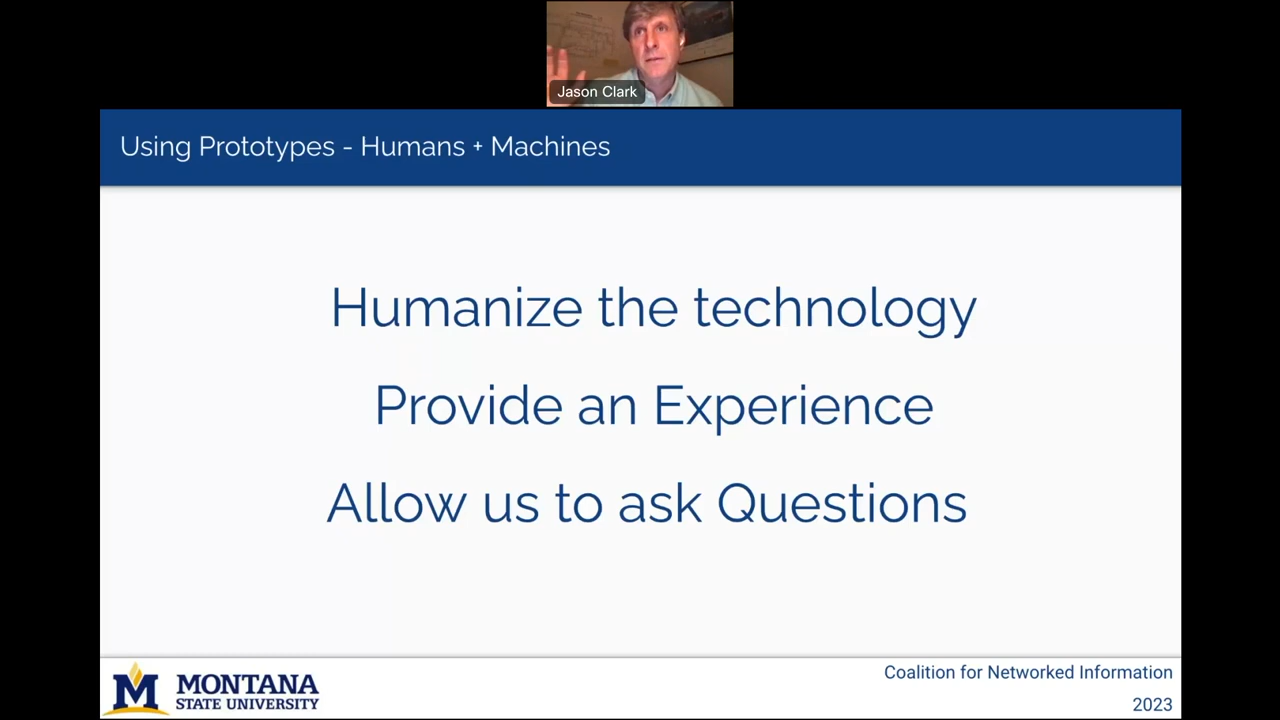 Jason Clark
Using Prototypes - Humans + Machines
Humanize the technology
Provide an Experience
Allow us to ask Questions
M
MONTANA
STATE UNIVERSITY
Coalition for Networked Information
2023